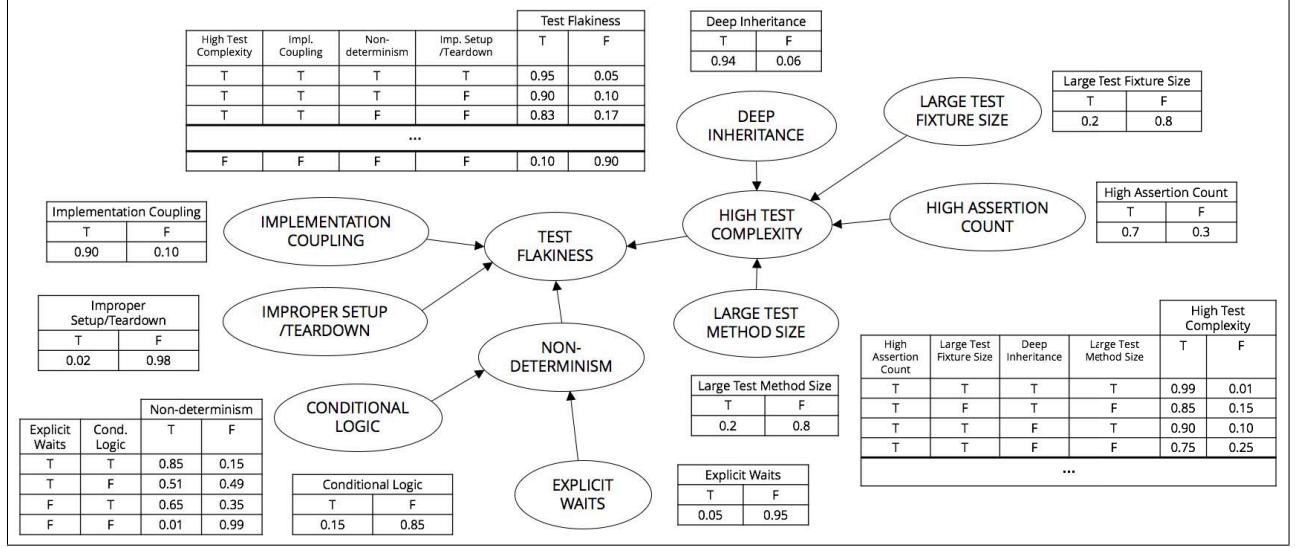 Test Flakiness
High Test Complexity | Impl. Coupling | Non-determinism | Imp. Setup /Teardown | T | F
T | T | T | T | 0.95 | 0.05
T | T | T | F | 0.90 | 0.10
T | T | F | F | 0.83 | 0.17
...
F | F | F | F | 0.10 | 0.90
Deep Inheritance
T | F
0.94 | 0.06
DEEP
INHERITANCE
LARGE TEST
FIXTURE SIZE
Large Test Fixture Size
T | F
0.2 | 0.8
Implementation Coupling
T | F
0.90 | 0.10
IMPLEMENTATION
COUPLING
TEST
FLAKINESS
HIGH TEST
COMPLEXITY
HIGH ASSERTION
COUNT
High Assertion Count
T | F
0.7 | 0.3
Improper
Setup/Teardown
T | F
0.02 | 0.98
IMPROPER SETUP
/TEARDOWN
NON-
DETERMINISM
LARGE TEST
METHOD SIZE
High Test
Complexity
High Assertion Count | Large Test Fixture Size | Deep Inheritance | Large Test Method Size | T | F
T | T | T | T | 0.99 | 0.01
T | F | T | F | 0.85 | 0.15
T | T | F | T | 0.90 | 0.10
T | T | F | F | 0.75 | 0.25
...
Large Test Method Size
T | F
0.2 | 0.8
CONDITIONAL
LOGIC
Non-determinism
Explicit Waits | Cond. Logic | T | F
T | T | 0.85 | 0.15
T | F | 0.51 | 0.49
F | T | 0.65 | 0.35
F | F | 0.01 | 0.99
Conditional Logic
T | F
0.15 | 0.85
EXPLICIT
WAITS
Explicit Waits
T | F
0.05 | 0.95